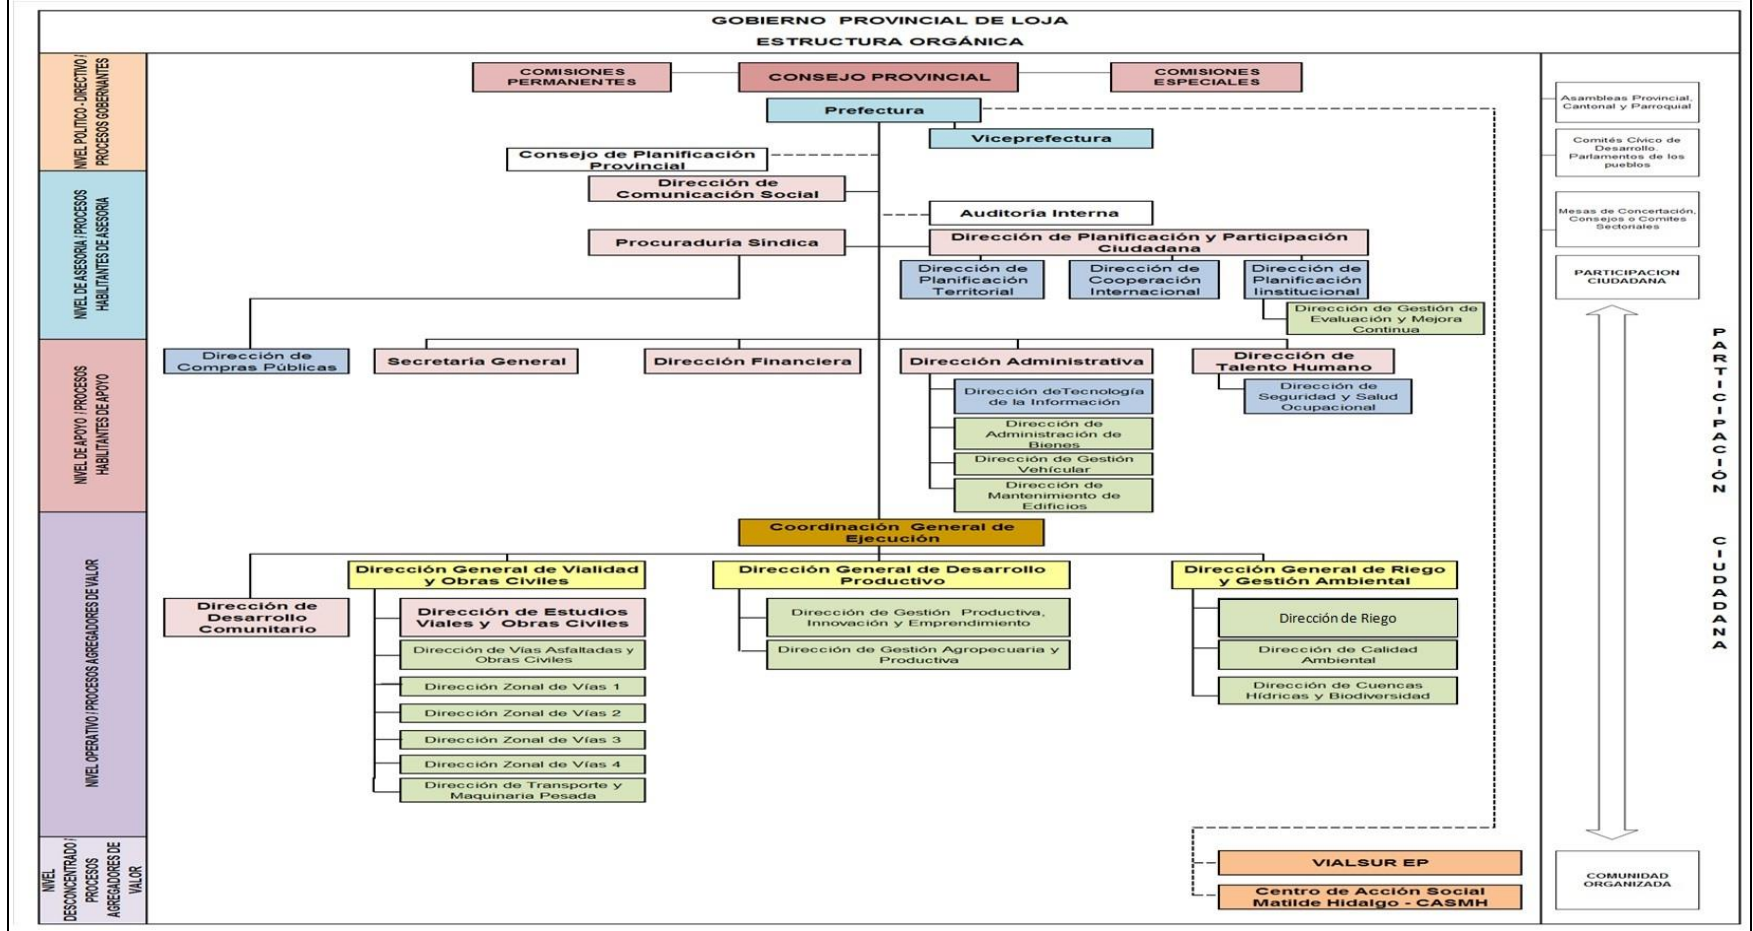 GOBIERNO PROVINCIAL DE LOJA
ESTRUCTURA ORGÁNICA
NIVEL POLITICO - DIRECTIVO /
PROCESOS GOBERNANTES
COMISIONES
PERMANENTES
CONSEJO PROVINCIAL
COMISIONES
ESPECIALES
Prefectura
Viceprefectura
Consejo de Planificación
Provincial
NIVEL DE ASESORIA / PROCESOS
HABILITANTES DE ASESORIA
Dirección de
Comunicación Social
Auditoría Interna
Procuraduría Síndica
Dirección de Planificación y Participación
Ciudadana
Dirección de
Planificación
Territorial
Dirección de
Cooperación
Internacional
Dirección de
Planificación
Iinstitucional
Dirección de Gestión de
Evaluación y Mejora
Continua
NIVEL DE APOYO / PROCESOS
HABILITANTES DE APOYO
Dirección de
Compras Públicas
Secretaría General
Dirección Financiera
Dirección Administrativa
Dirección de
Talento Humano
Dirección deTecnología
de la Información
Dirección de
Seguridad y Salud
Ocupacional
Dirección de
Administración de
Bienes
Dirección de Gestión
Vehícular
Dirección de
Mantenimiento de
Edificios
NIVEL OPERATIVO / PROCESOS AGREGADORES DE VALOR
Coordinación General de
Ejecución
Dirección General de Vialidad
y Obras Civiles
Dirección General de Desarrollo
Productivo
Dirección General de Riego
y Gestión Ambiental
Dirección de
Desarrollo
Comunitario
Dirección de Estudios
Viales y Obras Civiles
Dirección de Vías Asfaltadas y
Obras Civiles
Dirección Zonal de Vías 1
Dirección Zonal de Vías 2
Dirección Zonal de Vías 3
Dirección Zonal de Vías 4
Dirección de Transporte y
Maquinaria Pesada
Dirección de Gestión Productiva,
Innovación y Emprendimiento
Dirección de Gestión Agropecuaria y
Productiva
Dirección de Riego
Dirección de Calidad
Ambiental
Dirección de Cuencas
Hídricas y Biodiversidad
NIVEL
DESCONCENTRADO /
PROCESOS
AGREGADORES DE
VALOR
VIALSUR EP
Centro de Acción Social
Matilde Hidalgo - CASMH
Asambleas Provincial,
Cantonal y Parroquial
Comités Cívico de
Desarrollo.
Parlamentos de los
pueblos
Mesas de Concertación,
Consejos o Comites
Sectoriales
PARTICIPACION
CIUDADANA
COMUNIDAD
ORGANIZADA
PARTICIPACIÓN CIUDADANA